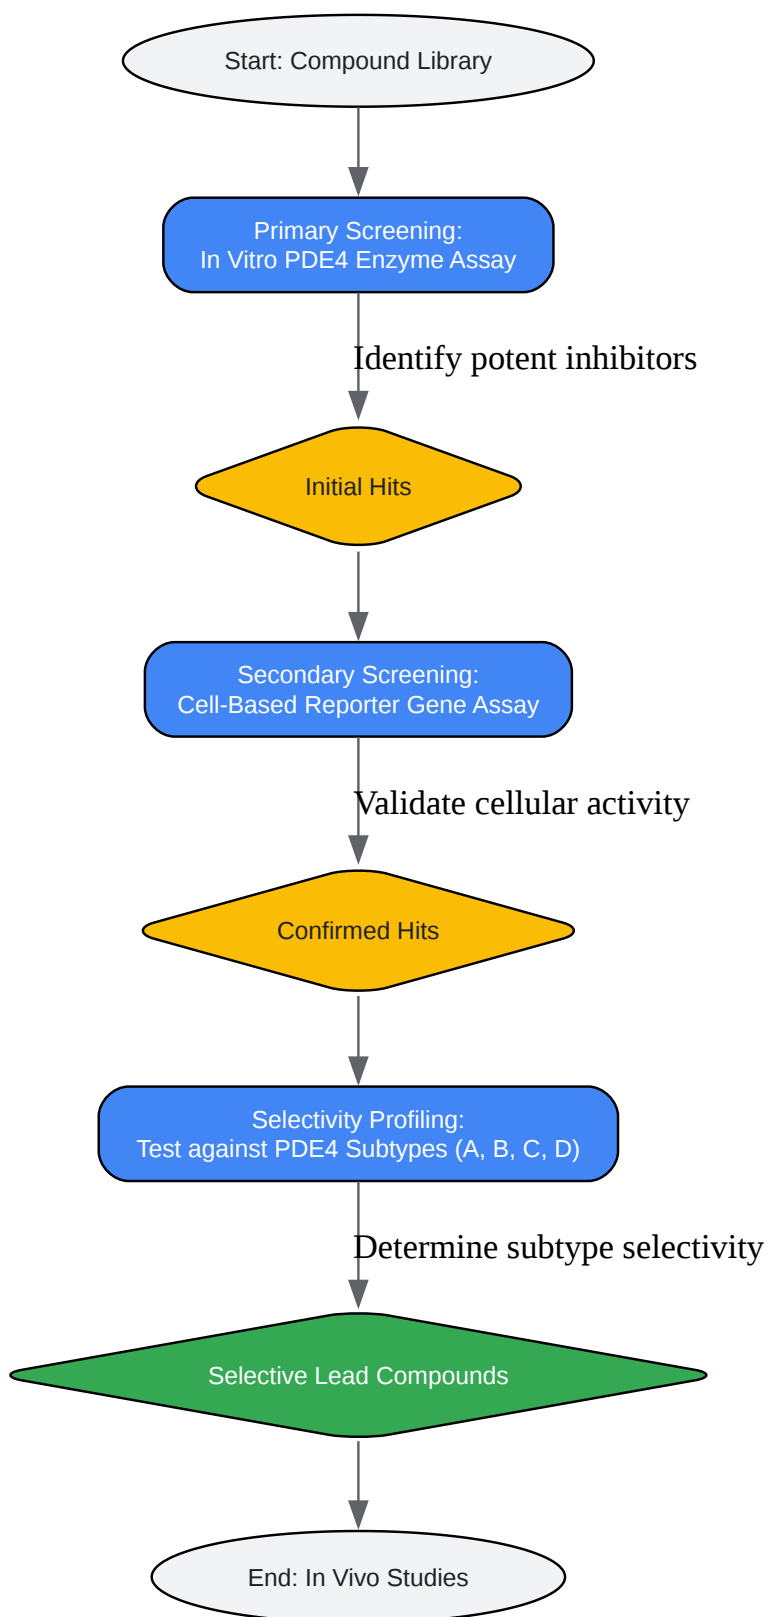 Start: Compound Library
Primary Screening:
In Vitro PDE4 Enzyme Assay
Identify potent inhibitors
Initial Hits
Secondary Screening:
Cell-Based Reporter Gene Assay
Validate cellular activity
Confirmed Hits
Selectivity Profiling:
Test against PDE4 Subtypes (A, B, C, D)
Determine subtype selectivity
Selective Lead Compounds
End: In Vivo Studies